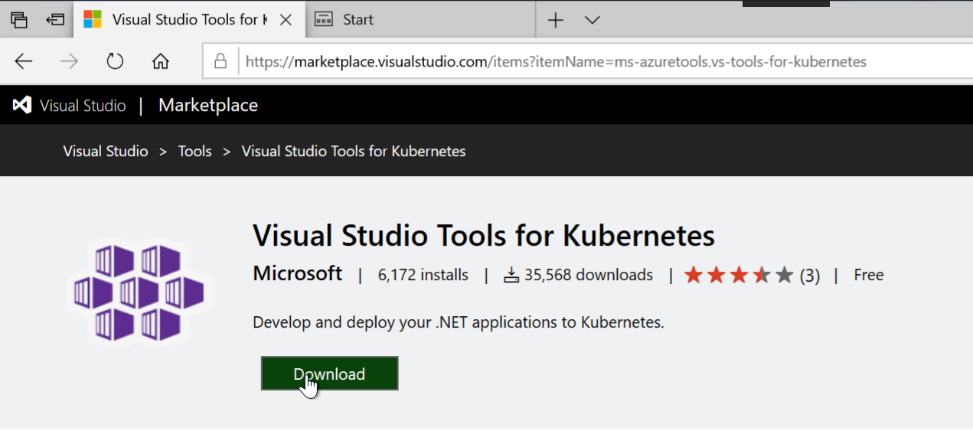 Visual Studio Tools for K Start
https://marketplace.visualstudio.com/items?itemName=ms-azuretools.vs-tools-for-kubernetes
Visual Studio | Marketplace
Visual Studio > Tools > Visual Studio Tools for Kubernetes
Visual Studio Tools for Kubernetes
Microsoft | 6,172 installs | 35,568 downloads | (3) | Free
Develop and deploy your .NET applications to Kubernetes.
Download